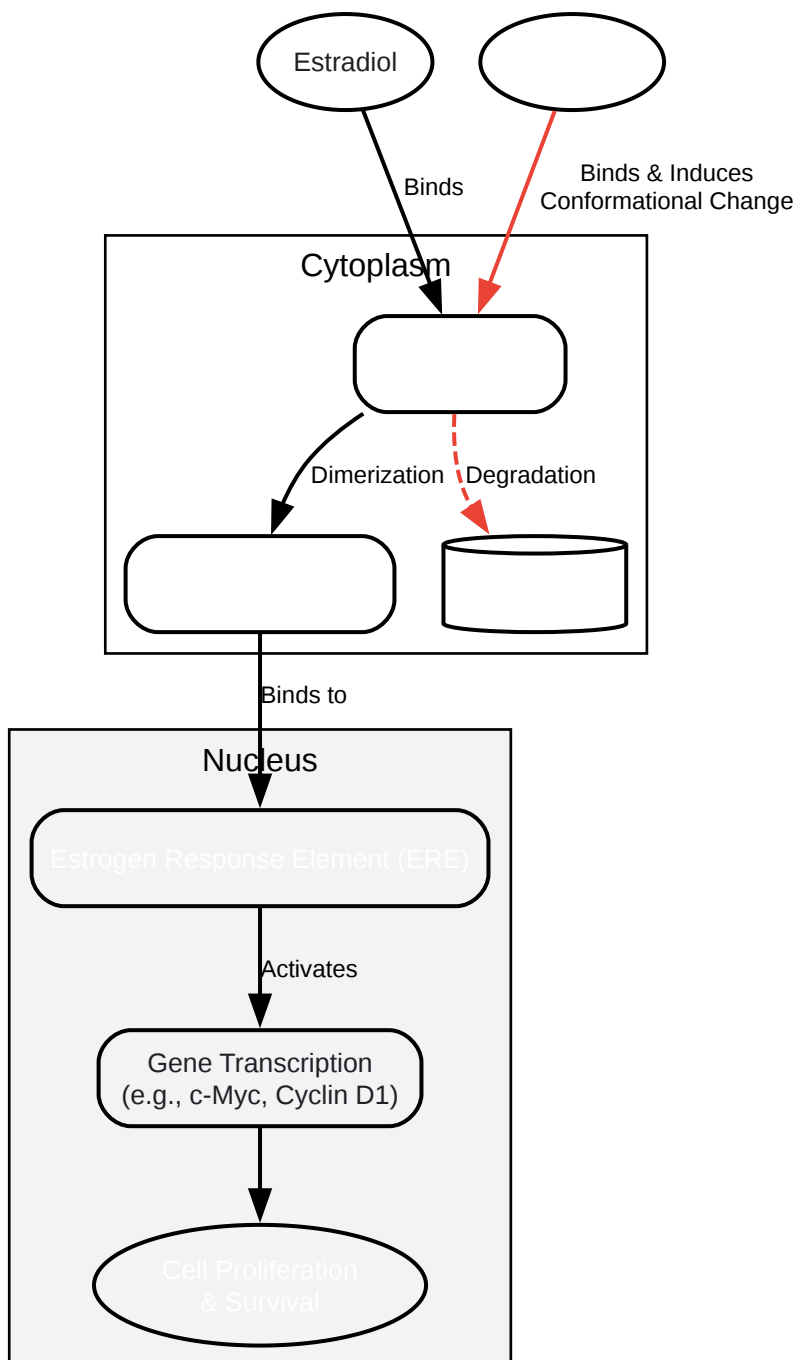 Estradiol
Binds
Binds & Induces
Conformational Change
Cytoplasm
Dimerization
Degradation
Binds to
Nucleus
Estrogen Response Element (ERE)
Activates
Gene Transcription
(e.g., c-Myc, Cyclin D1)
Cell Proliferation
& Survival